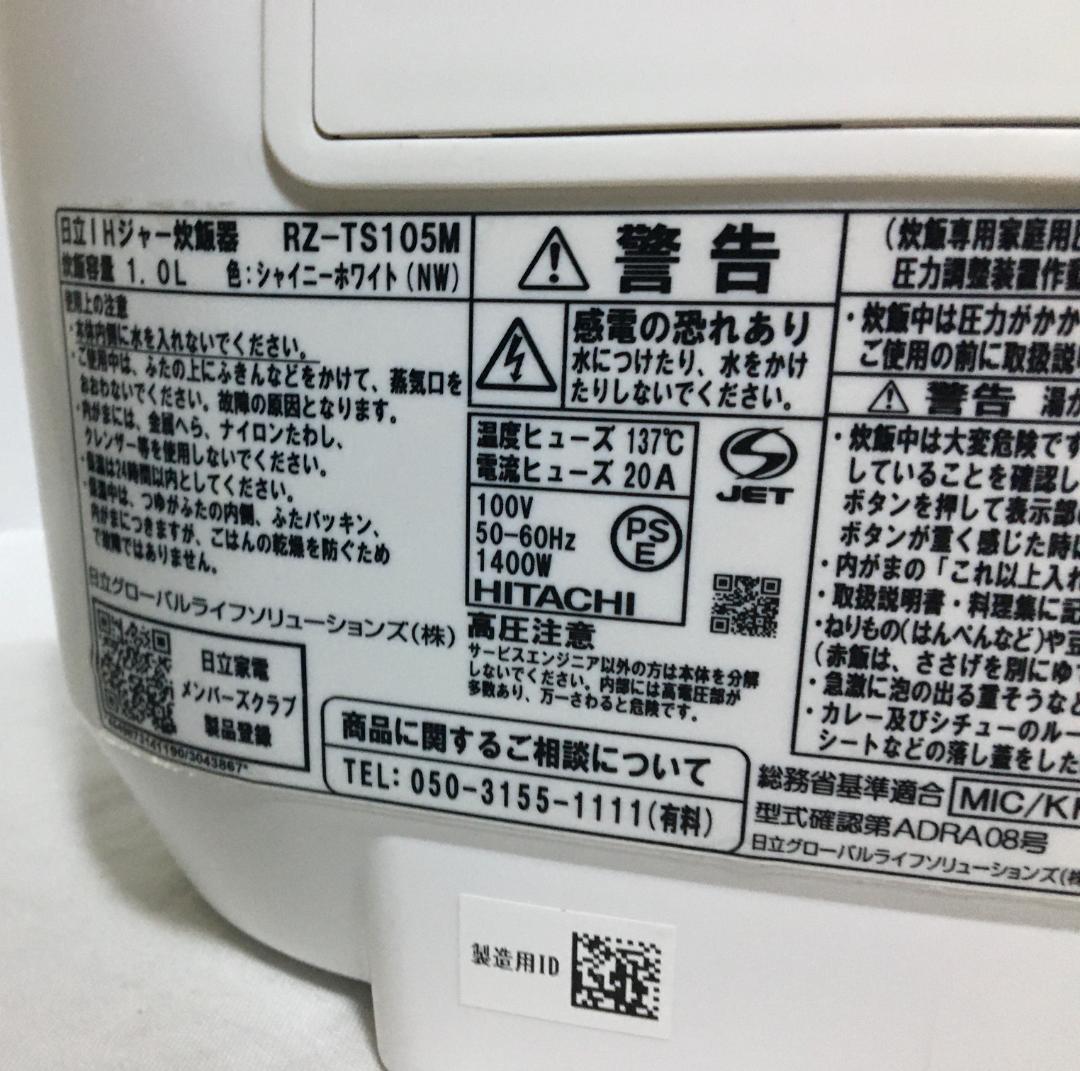 日立IHジャー炊飯器 RZ-TS105M
炊飯容量 1.0L 色:シャイニーホワイト(NW)
使用上の注意
・本体内側に水を入れないでください。
・ご使用中は、ふたの上にふきんなどをかけて、蒸気口を
おおわないでください。故障の原因となります。
・内がまには、金属へら、ナイロンたわし、
クレンザー等を使用しないでください。
・保温は24時間以内としてください。
・保温中は、つゆがふたの内側、ふたパッキン、
内がまにつきますが、ごはんの乾燥を防ぐため
で故障ではありません。
日立グローバルライフソリューションズ(株)
日立家電
メンバーズクラブ
製品登録
警告
感電の恐れあり
水につけたり、水をかけ
たりしないでください。
温度ヒューズ 137℃
電流ヒューズ 20A
100V
50-60Hz
1400W
HITACHI
PS
E
JET
高圧注意
サービスエンジニア以外の方は本体を分解
しないでください。内部には高電圧部が
多数あり、万一さわると危険です。
商品に関するご相談について
TEL:050-3155-1111(有料)
(炊飯専用家庭用
圧力調整装置作動
・炊飯中は圧力がかか
ご使用の前に取扱説
警告 湯
・炊飯中は大変危険です
していることを確認し
ボタンを押して表示部
ボタンが重く感じた時
・内がまの「これ以上入れ
・取扱説明書・料理集に記
・ねりもの(はんぺんなど)や豆
(赤飯は、ささげを別にゆ
・急激に泡の出る重そうなど
・カレー及びシチューのルー
シートなどの落し蓋をした
総務省基準適合 MIC/K
型式確認第ADRA08号
日立グローバルライフソリューションズ(株
製造用ID